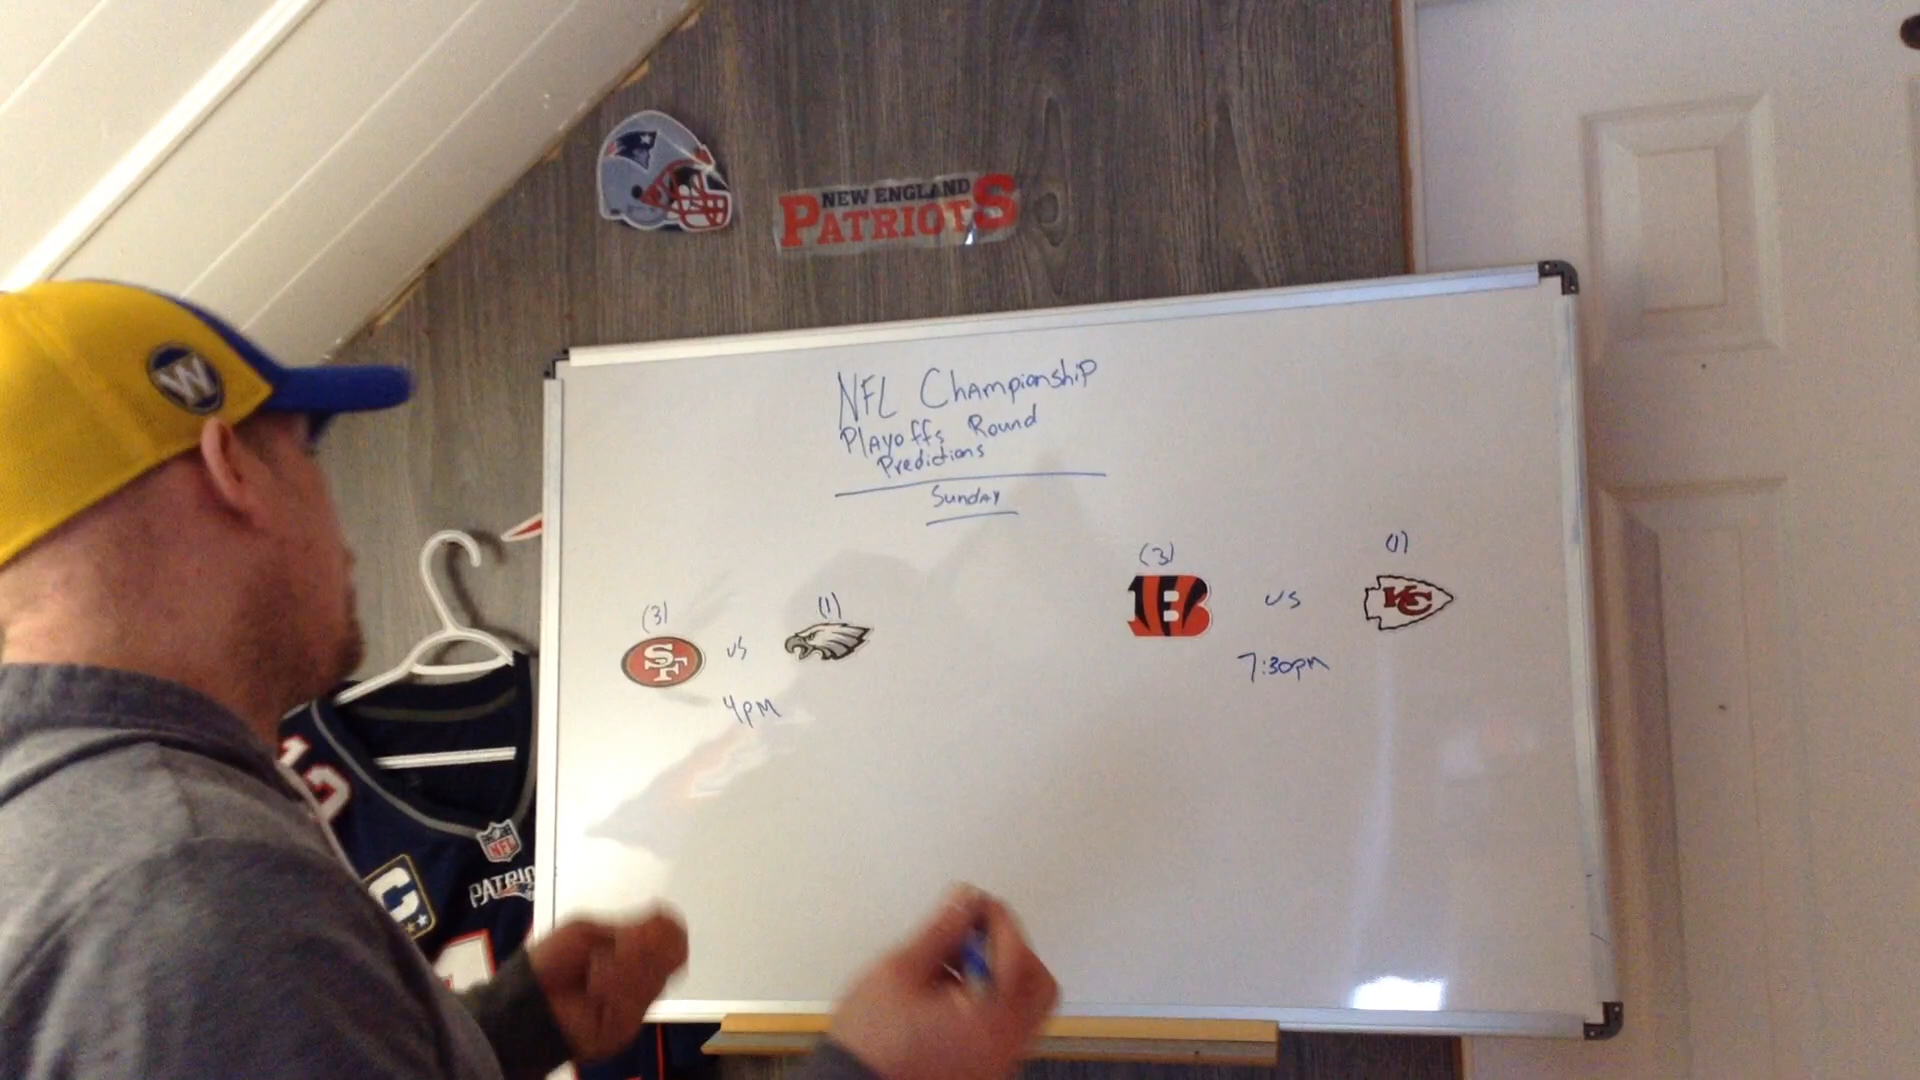 NEW ENGLAND
PATRIOTS
W
NFL Championship
Playoffs Round
Predictions
Sunday
(3)
(1)
SF
vs
4pm
(3)
(1)
B
vs
KC
7:30pm
NFL
C